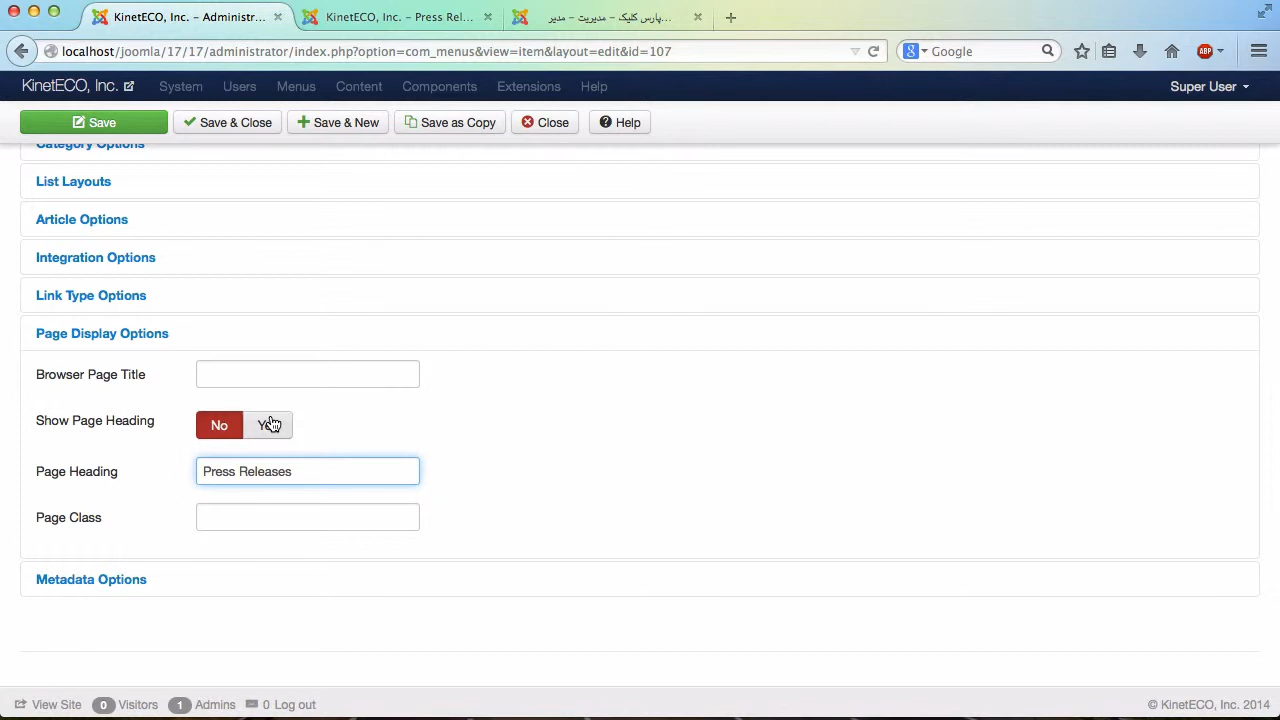 KinetECO, Inc. - Administr... KinetECO, Inc. - Press Rel... پارس کلیک - مدیریت - مدیر...
localhost/joomla/17/17/administrator/index.php?option=com_menus&view=item&layout=edit&id=107 Google ABP
KinetECO, Inc. System Users Menus Content Components Extensions Help Super User
Save Save & Close Save & New Save as Copy Close Help
Category Options
List Layouts
Article Options
Integration Options
Link Type Options
Page Display Options
Browser Page Title
Show Page Heading No Yes
Page Heading Press Releases
Page Class
Metadata Options
View Site 0 Visitors 1 Admins 0 Log out © KinetECO, Inc. 2014